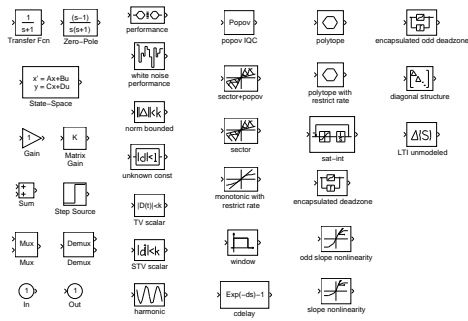 1
s+1
Transfer Fcn
(s−1)
s(s+1)
Zero−Pole
performance
Popov
popov IQC
polytope
encapsulated odd deadzone
white noise
performance
x' = Ax+Bu
y = Cx+Du
State−Space
sector+popov
polytope with
restrict rate
diagonal structure
||Δ||<k
norm bounded
sector
sat−int
Δ(S)
LTI unmodeled
1
Gain
K
Matrix
Gain
|d|<1
unknown const
monotonic with
restrict rate
encapsulated deadzone
Sum
Step Source
|D(t)|<k
TV scalar
window
odd slope nonlinearity
Mux
Mux
Demux
Demux
|d|<k
STV scalar
1
In
1
Out
harmonic
Exp(−ds)−1
cdelay
slope nonlinearity